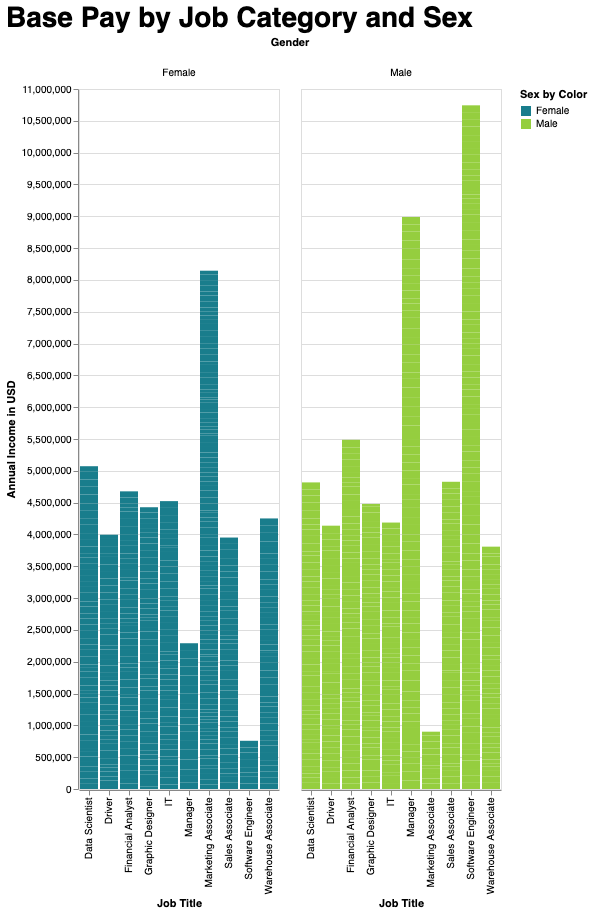 Base Pay by Job Category and Sex
Gender
Female
Male
Sex by Color
Female
Male
Annual Income in USD
11,000,000
10,500,000
10,000,000
9,500,000
9,000,000
8,500,000
8,000,000
7,500,000
7,000,000
6,500,000
6,000,000
5,500,000
5,000,000
4,500,000
4,000,000
3,500,000
3,000,000
2,500,000
2,000,000
1,500,000
1,000,000
500,000
0
Data Scientist
Driver
Financial Analyst
Graphic Designer
IT
Manager
Marketing Associate
Sales Associate
Software Engineer
Warehouse Associate
Job Title
Data Scientist
Driver
Financial Analyst
Graphic Designer
IT
Manager
Marketing Associate
Sales Associate
Software Engineer
Warehouse Associate
Job Title